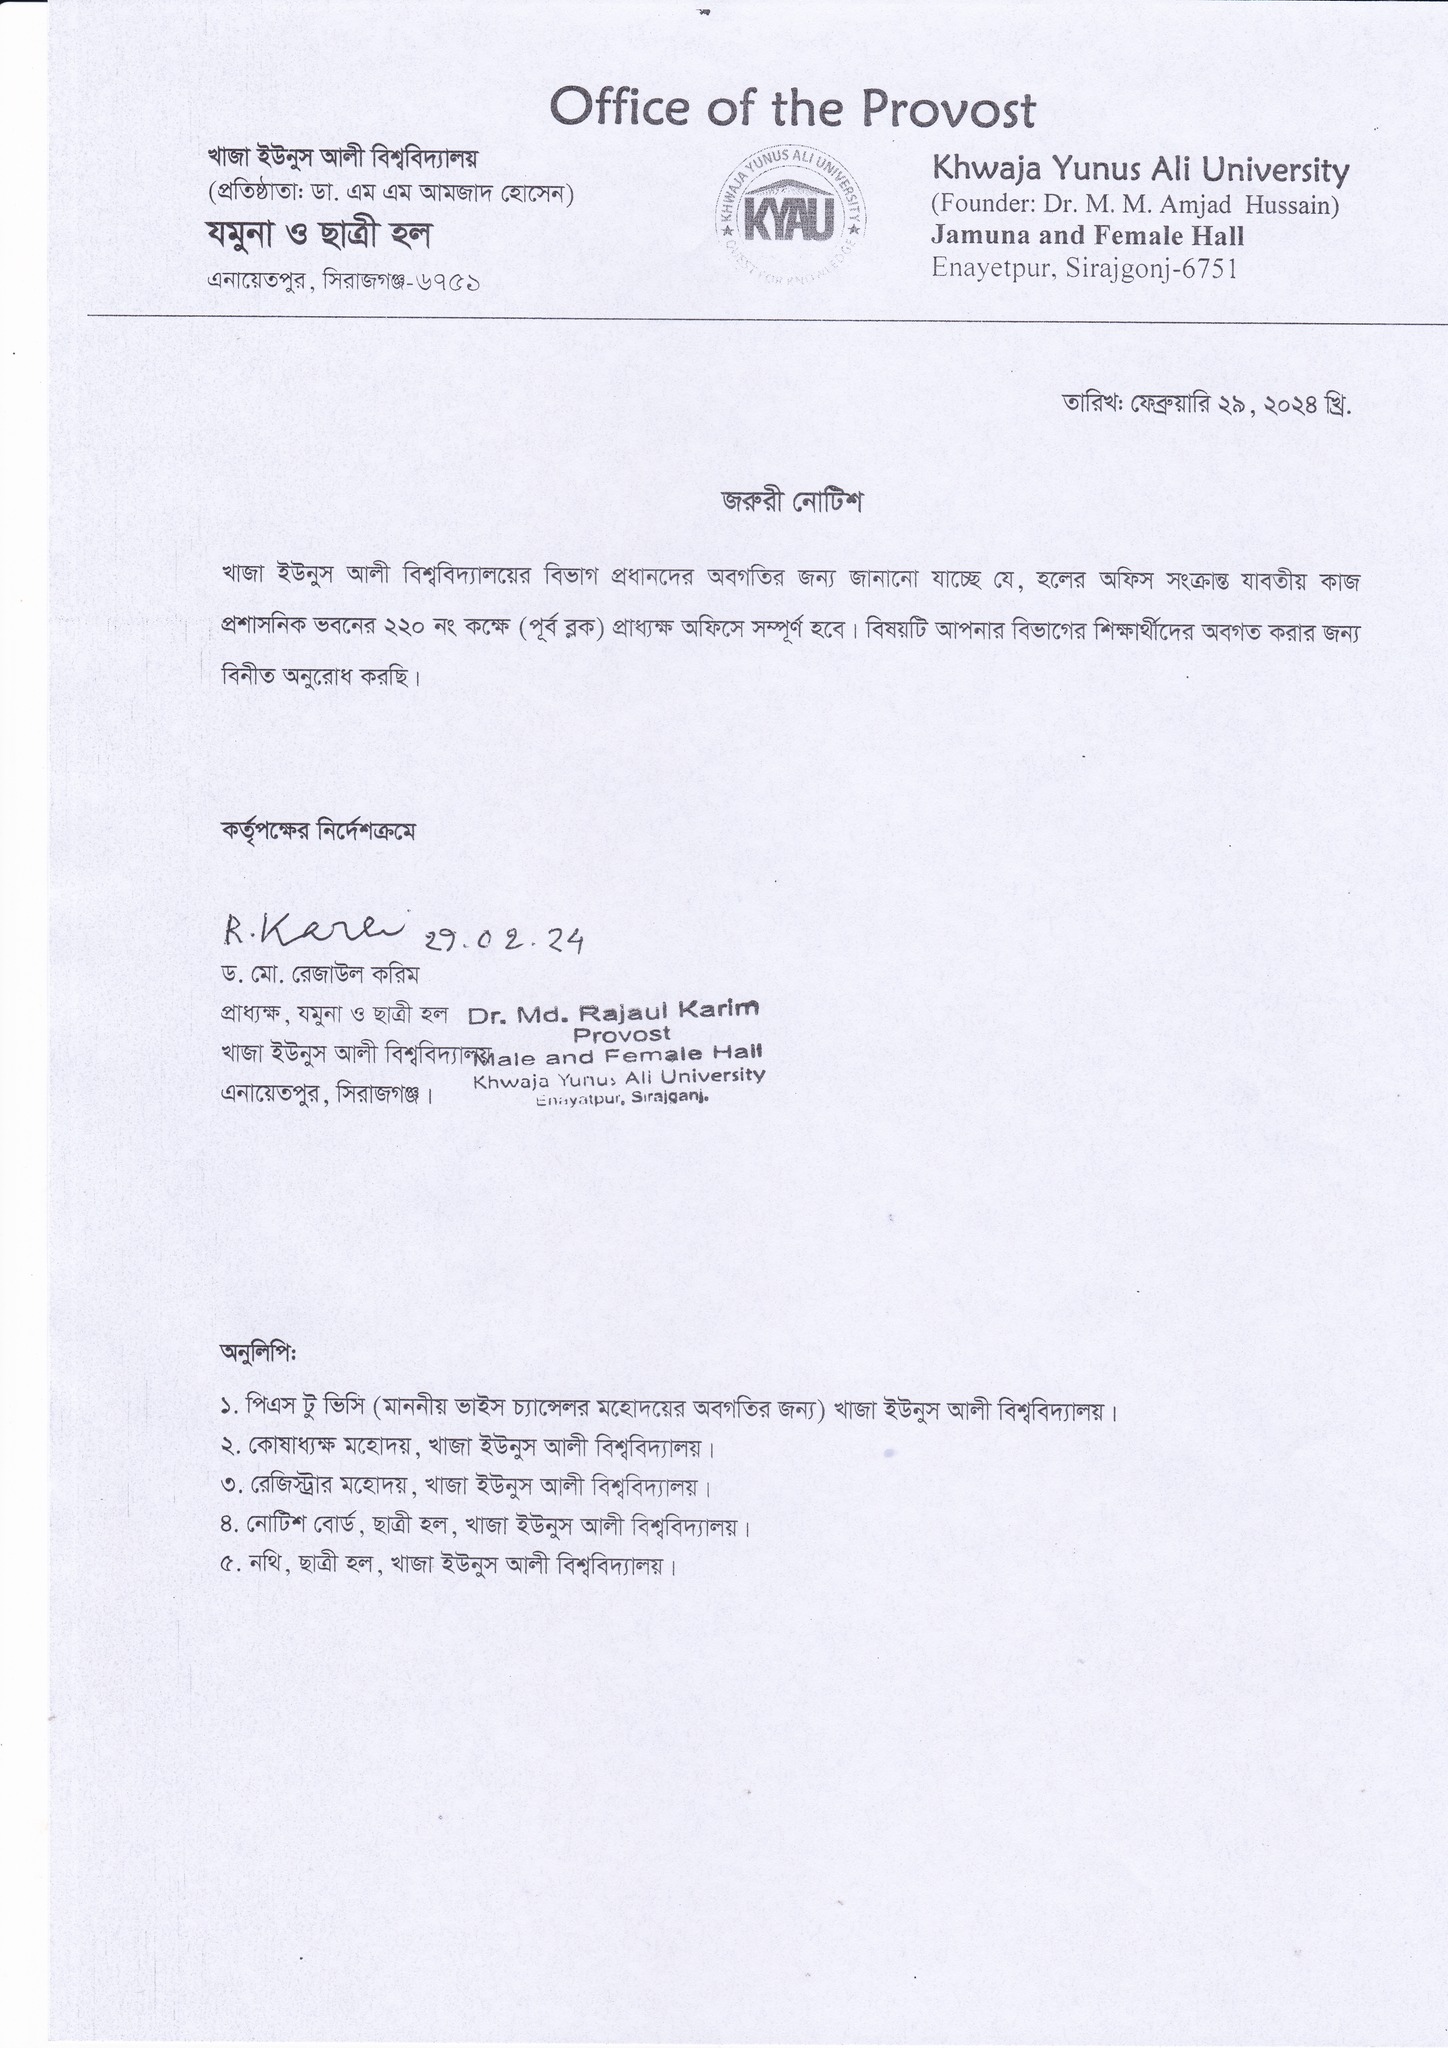 Office of the Provost
খাজা ইউনুস আলী বিশ্ববিদ্যালয়
(প্রতিষ্ঠাতা: ডা. এম এম আমজাদ হোসেন)
যমুনা ও ছাত্রী হল
এনায়েতপুর, সিরাজগঞ্জ-৬৭৫১
KHWAJA YUNUS ALI UNIVERSITY
KYAU
QUEST FOR KNOWLEDGE
Khwaja Yunus Ali University
(Founder: Dr. M. M. Amjad Hussain)
Jamuna and Female Hall
Enayetpur, Sirajgonj-6751
তারিখ: ফেব্রুয়ারি ২৯, ২০২৪ খ্রি.
জরুরী নোটিশ
খাজা ইউনুস আলী বিশ্ববিদ্যালয়ের বিভাগ প্রধানদের অবগতির জন্য জানানো যাচ্ছে যে, হলের অফিস সংক্রান্ত যাবতীয় কাজ
প্রশাসনিক ভবনের ২২০ নং কক্ষে (পূর্ব ব্লক) প্রাধ্যক্ষ অফিসে সম্পূর্ণ হবে। বিষয়টি আপনার বিভাগের শিক্ষার্থীদের অবগত করার জন্য
বিনীত অনুরোধ করছি।
কর্তৃপক্ষের নির্দেশক্রমে
R. Karim 29.02.24
ড. মো. রেজাউল করিম
প্রাধ্যক্ষ, যমুনা ও ছাত্রী হল
খাজা ইউনুস আলী বিশ্ববিদ্যালয়
এনায়েতপুর, সিরাজগঞ্জ।
Dr. Md. Rajaul Karim
Provost
Male and Female Hall
Khwaja Yunus Ali University
Enayatpur, Sirajganj.
অনুলিপি:
১. পিএস টু ভিসি (মাননীয় ভাইস চ্যান্সেলর মহোদয়ের অবগতির জন্য) খাজা ইউনুস আলী বিশ্ববিদ্যালয়।
২. কোষাধ্যক্ষ মহোদয়, খাজা ইউনুস আলী বিশ্ববিদ্যালয়।
৩. রেজিস্ট্রার মহোদয়, খাজা ইউনুস আলী বিশ্ববিদ্যালয়।
৪. নোটিশ বোর্ড, ছাত্রী হল, খাজা ইউনুস আলী বিশ্ববিদ্যালয়।
৫. নথি, ছাত্রী হল, খাজা ইউনুস আলী বিশ্ববিদ্যালয়।